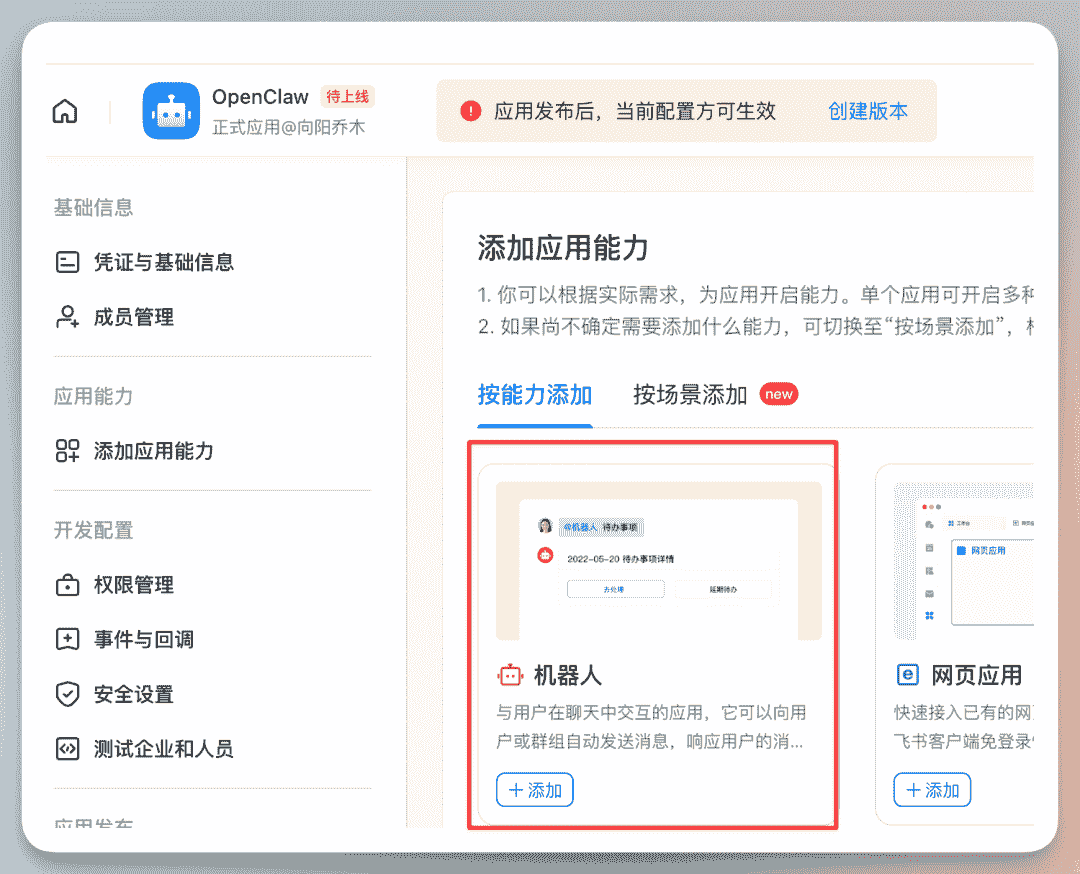 OpenClaw 待上线
正式应用@向阳乔木
应用发布后，当前配置方可生效 创建版本
基础信息
凭证与基础信息
成员管理
应用能力
添加应用能力
开发配置
权限管理
事件与回调
安全设置
测试企业和人员
应用发布
添加应用能力
1. 你可以根据实际需求，为应用开启能力。单个应用可开启多种
2. 如果尚不确定需要添加什么能力，可切换至“按场景添加”，
按能力添加 按场景添加 new
@机器人 待办事项
2022-05-20 待办事项详情
去处理 延期待办
机器人
与用户在聊天中交互的应用，它可以向用
户或群组自动发送消息，响应用户的消...
+ 添加
工作台
网页应用
网页应用
快速接入已有的网
飞书客户端免登录
+ 添加